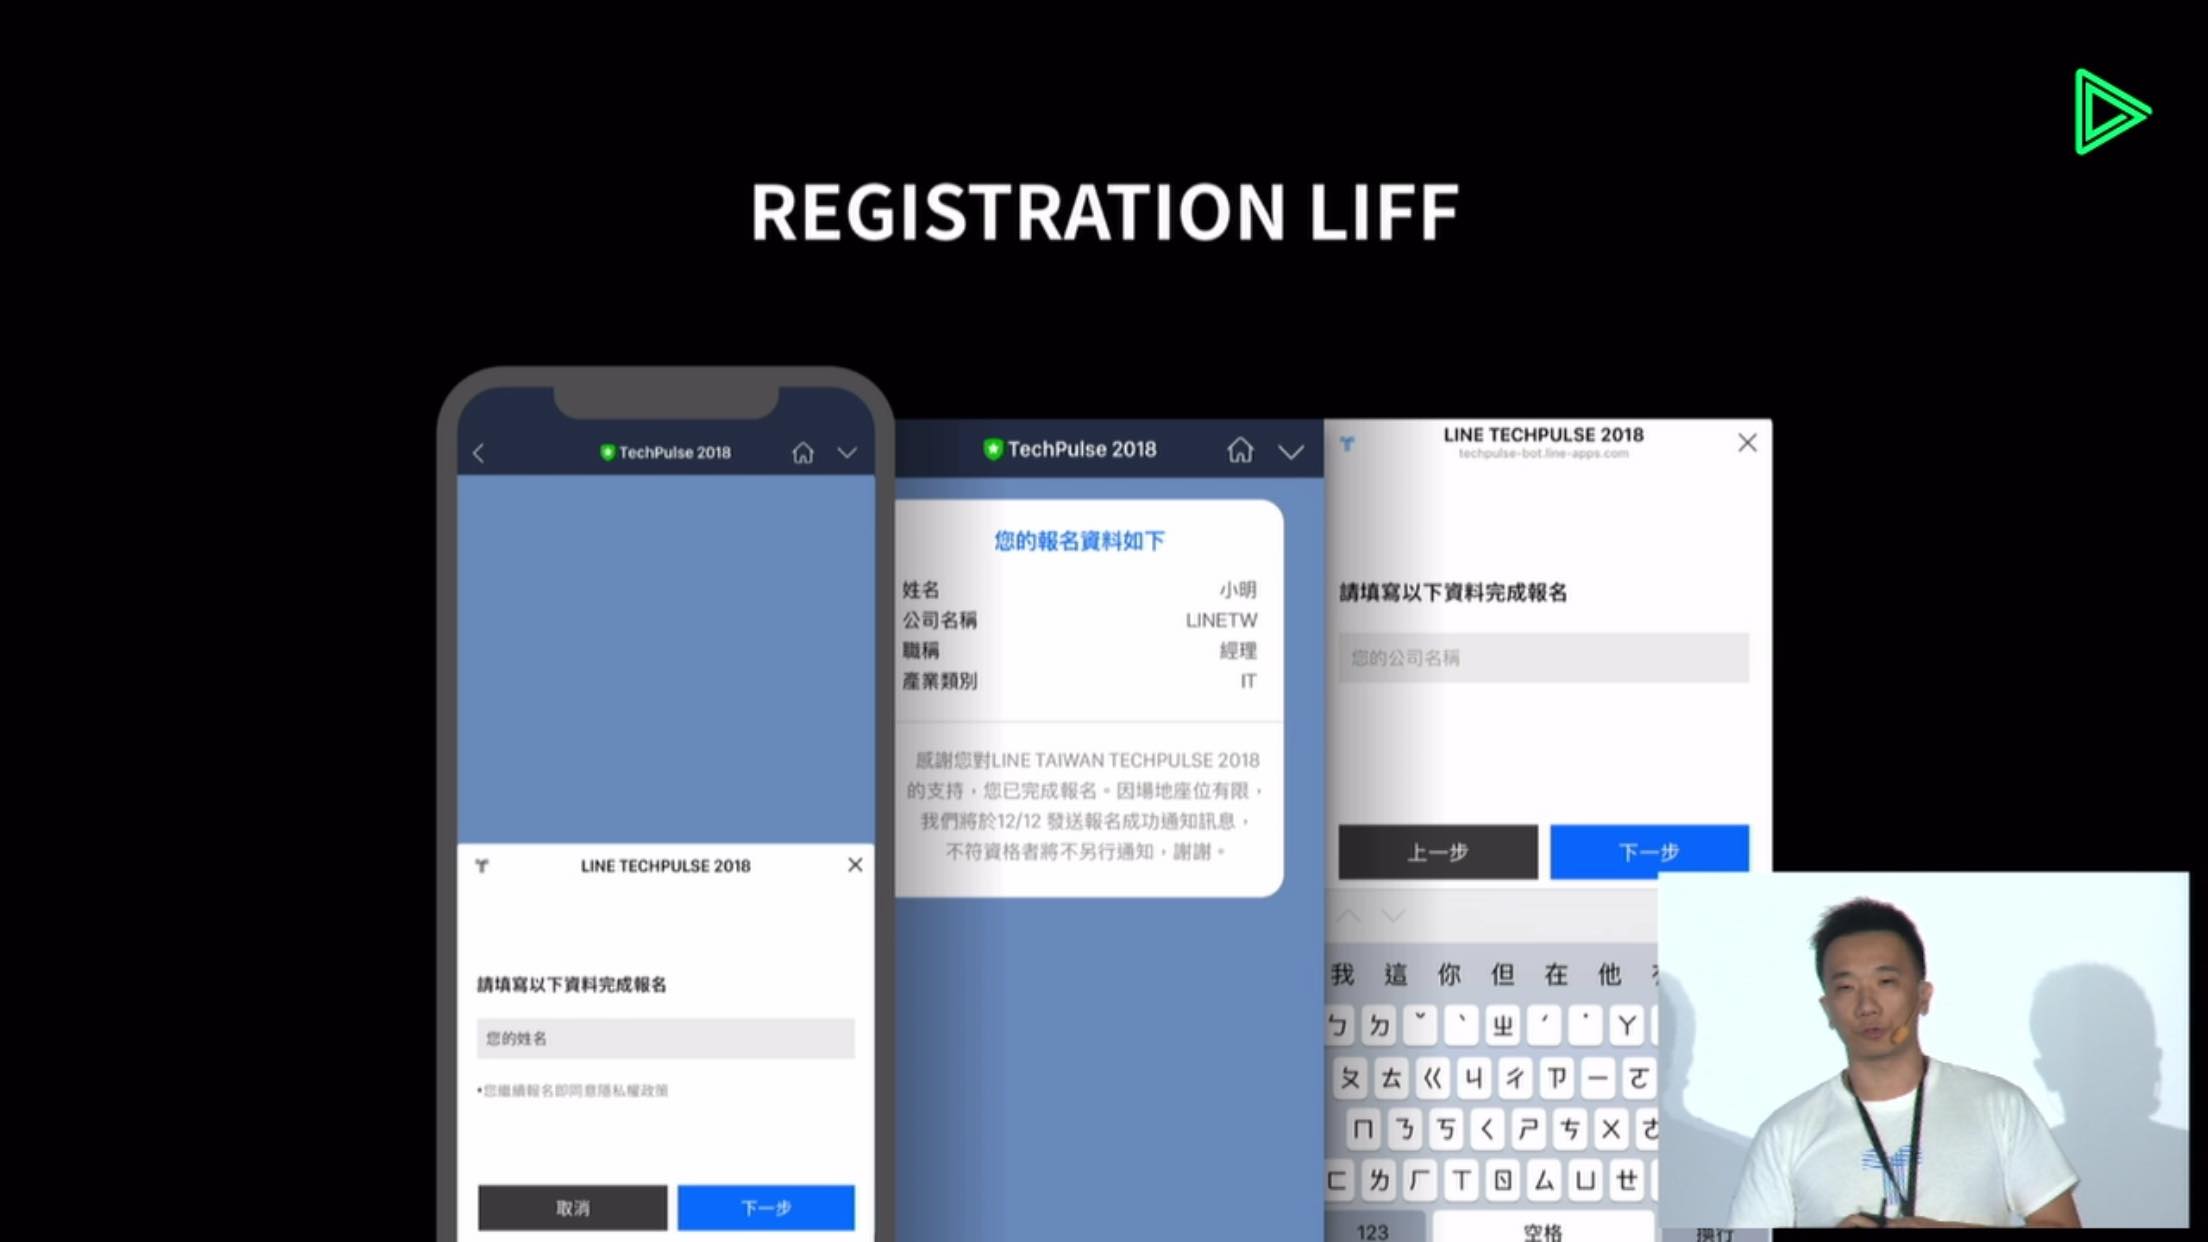 REGISTRATION LIFF
TechPulse 2018
LINE TECHPULSE 2018
請填寫以下資料完成報名
您的姓名
•您繼續報名即同意隱私權政策
取消
下一步
TechPulse 2018
您的報名資料如下
姓名 小明
公司名稱 LINETW
職稱 經理
產業類別 IT
感謝您對LINE TAIWAN TECHPULSE 2018
的支持，您已完成報名。因場地座位有限，
我們將於12/12 發送報名成功通知訊息，
不符資格者將不另行通知，謝謝。
LINE TECHPULSE 2018
techpulse-bot.line-apps.com
請填寫以下資料完成報名
您的公司名稱
上一步
下一步
我 這 你 但 在 他
ㄅ ㄉ ˇ ˋ ㄓ ˊ ˙ ㄚ
ㄆ ㄊ ㄍ ㄐ ㄔ ㄗ ㄧ ㄛ
ㄇ ㄋ ㄎ ㄑ ㄕ ㄘ ㄨ ㄜ
ㄈ ㄌ ㄏ ㄒ ㄖ ㄙ ㄩ ㄝ
123 空格 換行